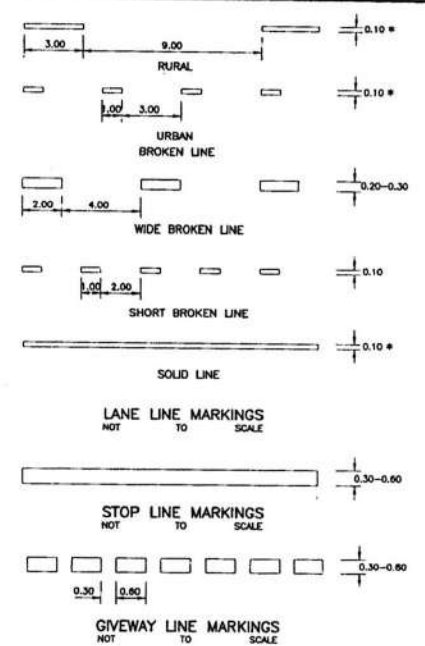 0.10 *
3.00 9.00
RURAL
0.10 *
1.00 3.00
URBAN
BROKEN LINE
0.20-0.30
2.00 4.00
WIDE BROKEN LINE
0.10
1.00 2.00
SHORT BROKEN LINE
0.10 *
SOLID LINE
LANE LINE MARKINGS
NOT TO SCALE
0.30-0.60
STOP LINE MARKINGS
NOT TO SCALE
0.30-0.60
0.30 0.60
GIVEWAY LINE MARKINGS
NOT TO SCALE